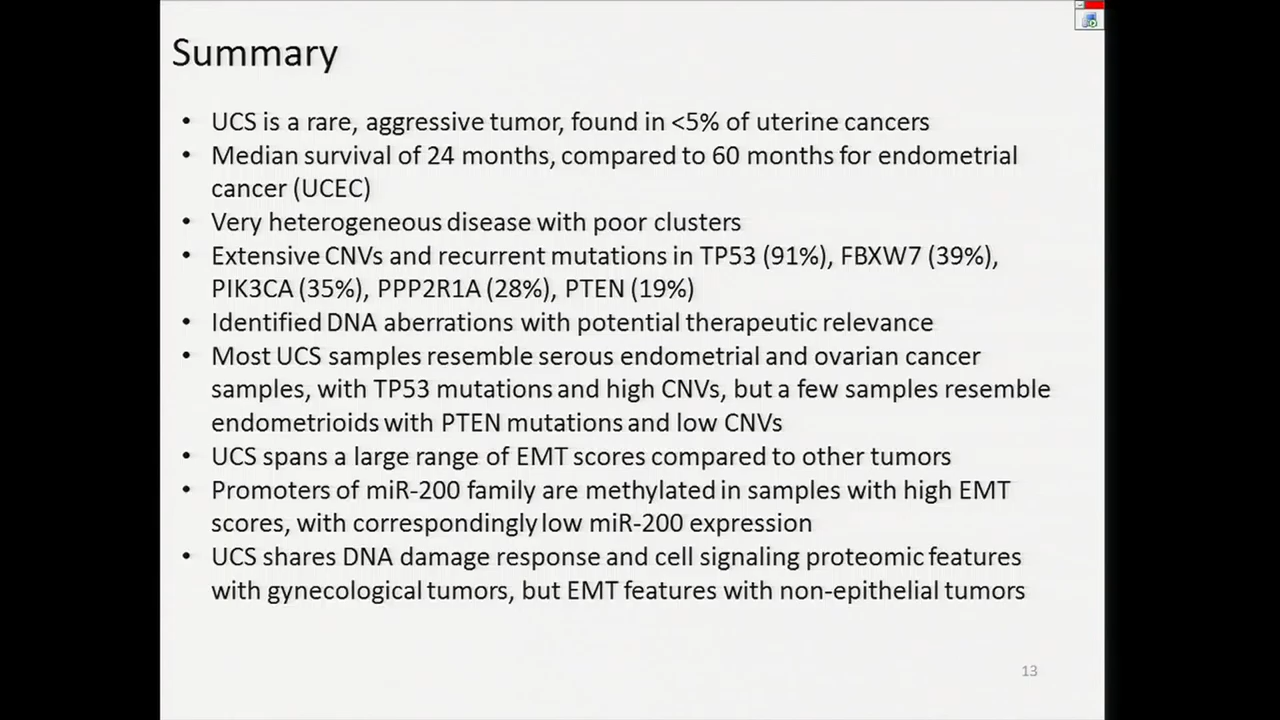 Summary
• UCS is a rare, aggressive tumor, found in <5% of uterine cancers
• Median survival of 24 months, compared to 60 months for endometrial
cancer (UCEC)
• Very heterogeneous disease with poor clusters
• Extensive CNVs and recurrent mutations in TP53 (91%), FBXW7 (39%),
PIK3CA (35%), PPP2R1A (28%), PTEN (19%)
• Identified DNA aberrations with potential therapeutic relevance
• Most UCS samples resemble serous endometrial and ovarian cancer
samples, with TP53 mutations and high CNVs, but a few samples resemble
endometrioids with PTEN mutations and low CNVs
• UCS spans a large range of EMT scores compared to other tumors
• Promoters of miR-200 family are methylated in samples with high EMT
scores, with correspondingly low miR-200 expression
• UCS shares DNA damage response and cell signaling proteomic features
with gynecological tumors, but EMT features with non-epithelial tumors
13